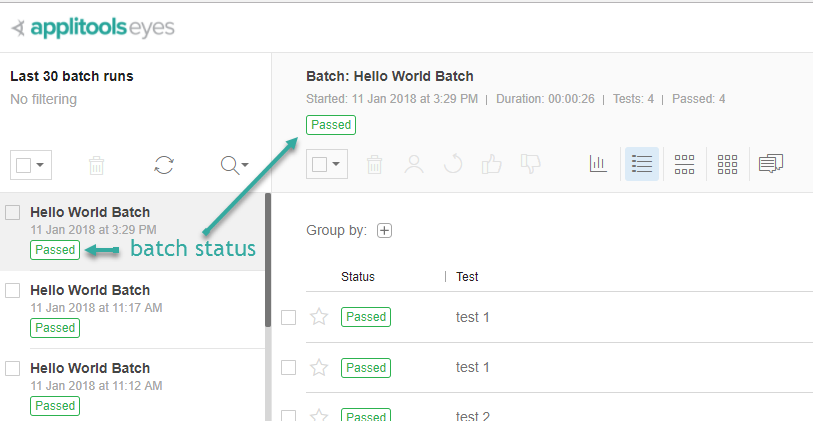 applitools eyes
Last 30 batch runs
No filtering
Hello World Batch
11 Jan 2018 at 3:29 PM
Passed
batch status
Hello World Batch
11 Jan 2018 at 11:17 AM
Passed
Hello World Batch
11 Jan 2018 at 11:12 AM
Passed
Batch: Hello World Batch
Started: 11 Jan 2018 at 3:29 PM | Duration: 00:00:26 | Tests: 4 | Passed: 4
Passed
Group by:
Status | Test
Passed test 1
Passed test 1
Passed test 2